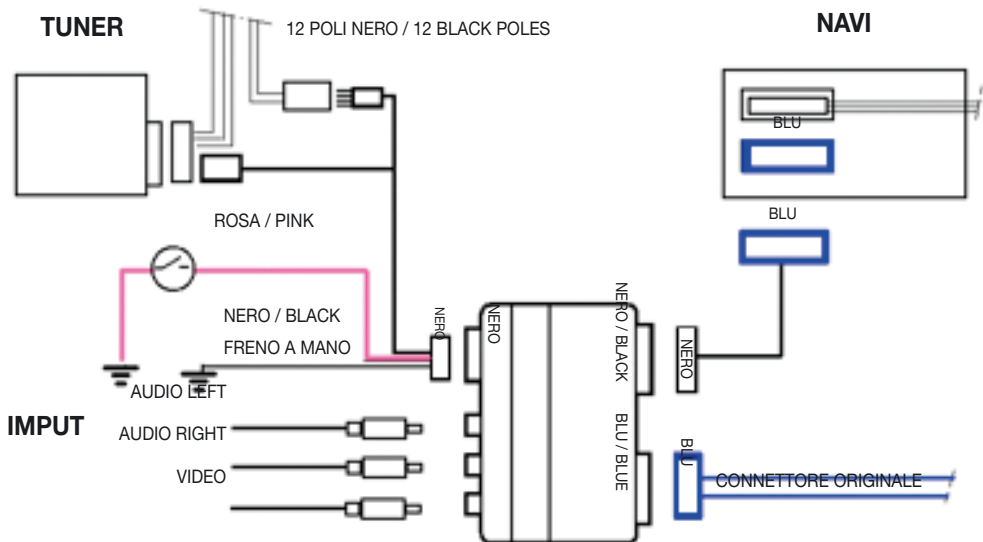 TUNER
12 POLI NERO / 12 BLACK POLES
NAVI
BLU
BLU
ROSA / PINK
NERO / BLACK
FRENO A MANO
NERO
NERO
NERO / BLACK
NERO
AUDIO LEFT
IMPUT
AUDIO RIGHT
VIDEO
BLU / BLUE
BLU
CONNETTORE ORIGINALE